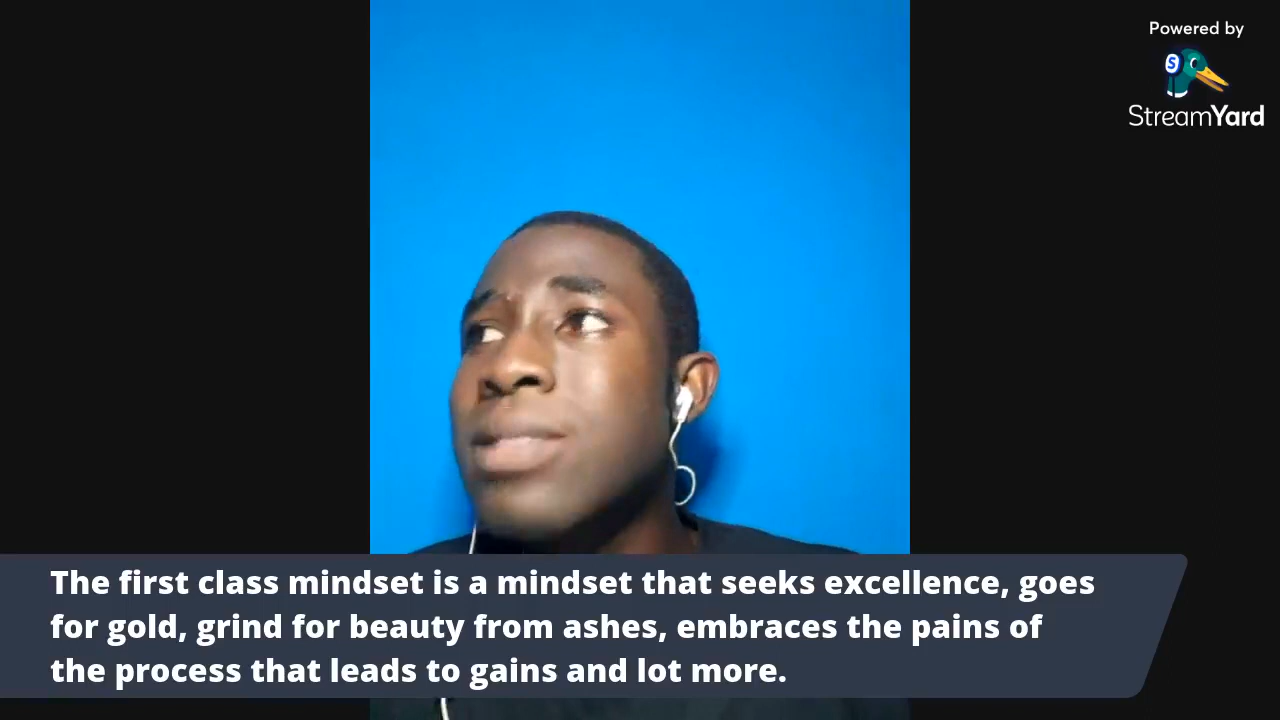 Powered by
S
StreamYard
The first class mindset is a mindset that seeks excellence, goes
for gold, grind for beauty from ashes, embraces the pains of
the process that leads to gains and lot more.